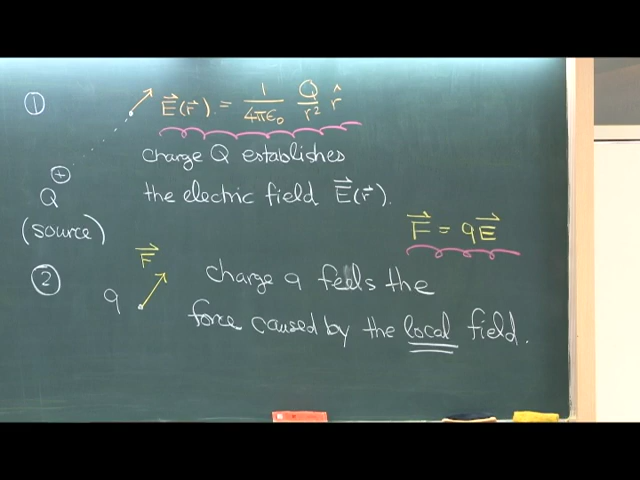 ① E⃗(r⃗) = 1/4πϵ₀ Q/r² r̂
charge Q establishes
the electric field E⃗(r⃗).
+
Q
(source)
F⃗ = qE⃗
② F⃗
q
charge q feels the
force caused by the local field.